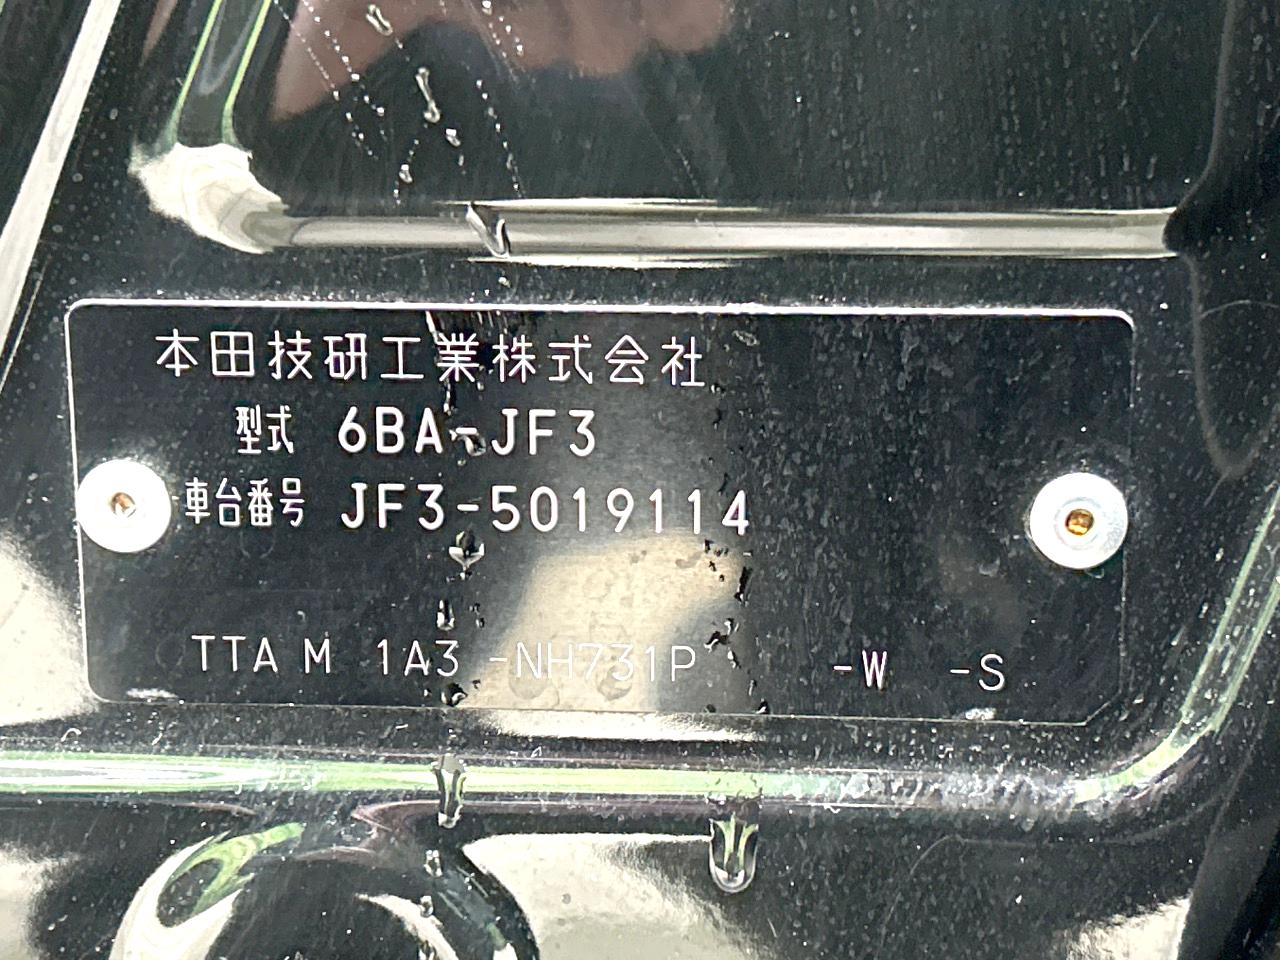 本田技研工業株式会社
型式 6BA-JF3
車台番号 JF3-5019114
TTA M 1A3 -NH731P -W -S